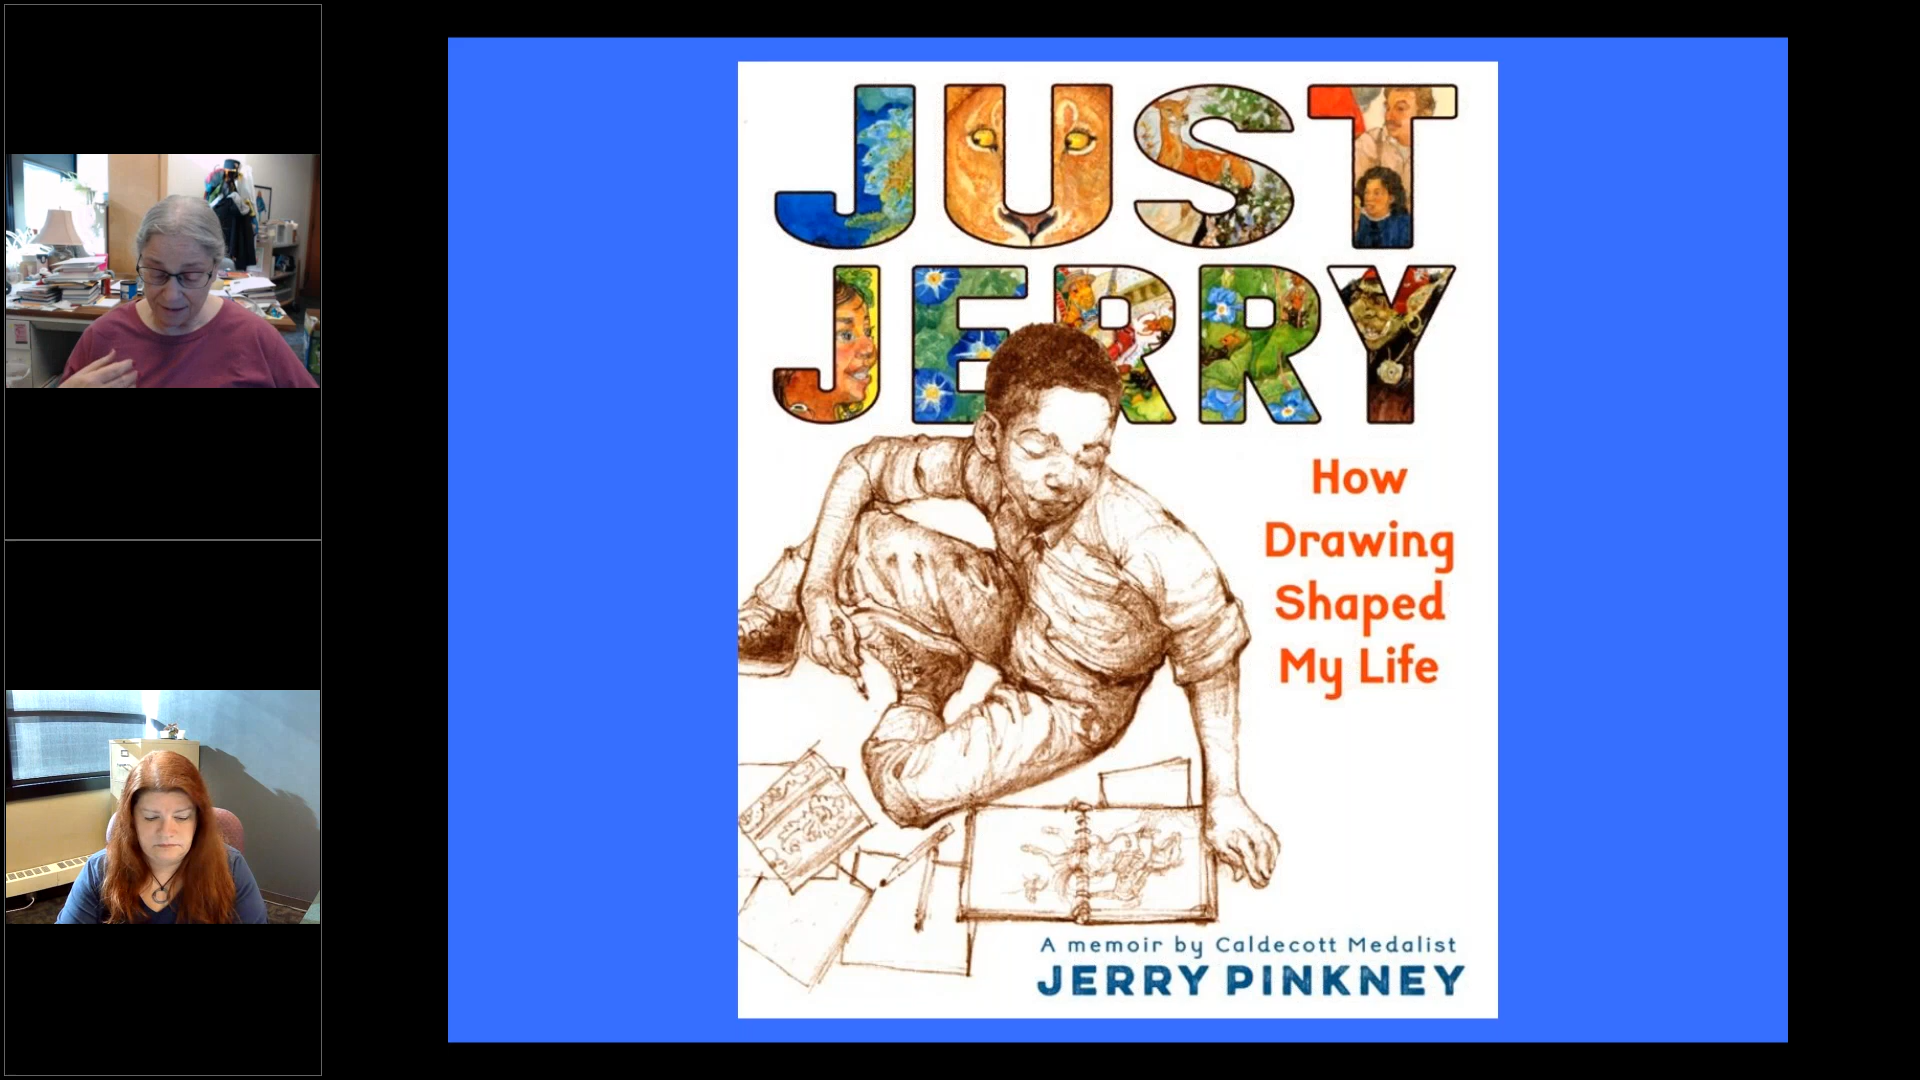 JUST
JERRY
How
Drawing
Shaped
My Life
A memoir by Caldecott Medalist
JERRY PINKNEY